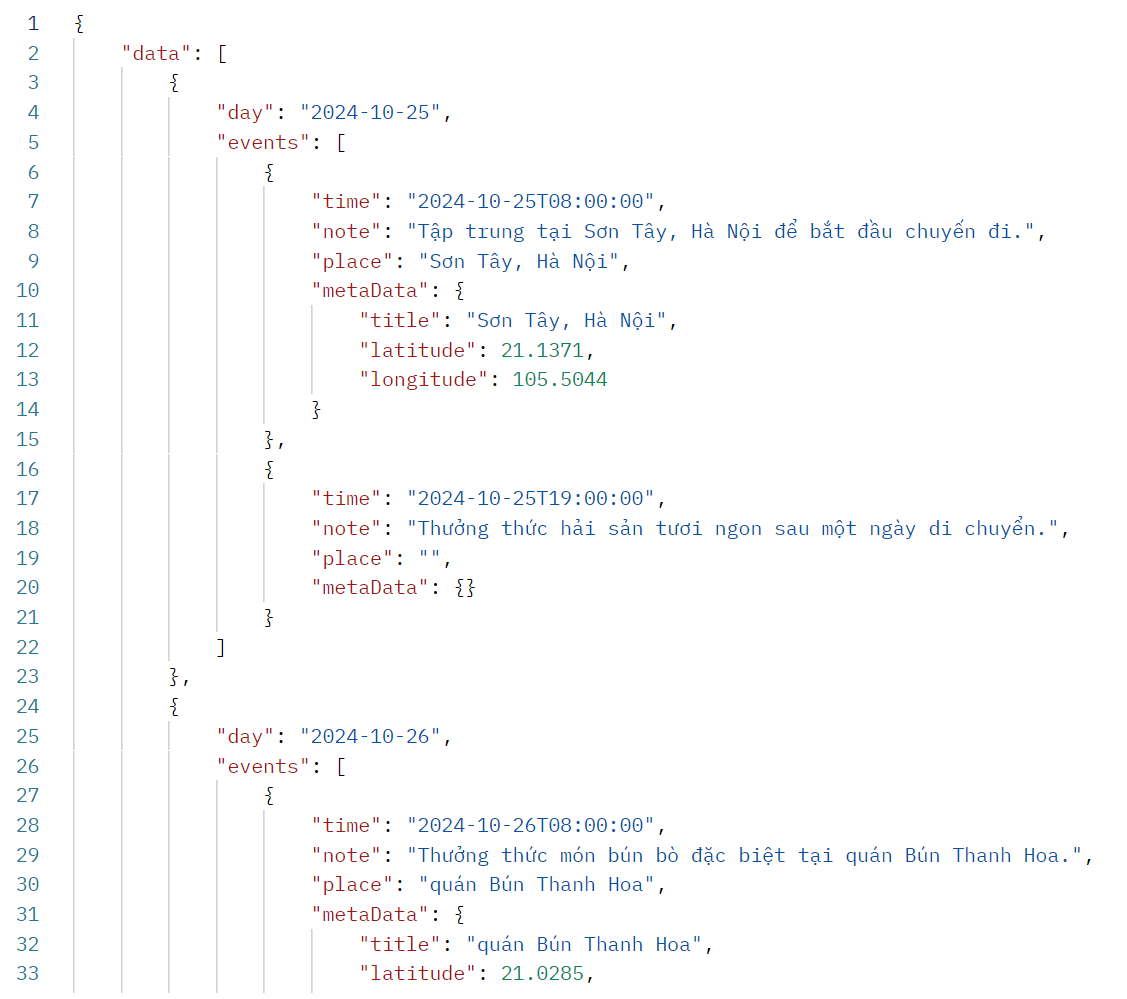 1 {
2 "data": [
3 {
4 "day": "2024-10-25",
5 "events": [
6 {
7 "time": "2024-10-25T08:00:00",
8 "note": "Tập trung tại Sơn Tây, Hà Nội để bắt đầu chuyến đi.",
9 "place": "Sơn Tây, Hà Nội",
10 "metaData": {
11 "title": "Sơn Tây, Hà Nội",
12 "latitude": 21.1371,
13 "longitude": 105.5044
14 }
15 },
16 {
17 "time": "2024-10-25T19:00:00",
18 "note": "Thưởng thức hải sản tươi ngon sau một ngày di chuyển.",
19 "place": "",
20 "metaData": {}
21 }
22 ]
23 },
24 {
25 "day": "2024-10-26",
26 "events": [
27 {
28 "time": "2024-10-26T08:00:00",
29 "note": "Thưởng thức món bún bò đặc biệt tại quán Bún Thanh Hoa.",
30 "place": "quán Bún Thanh Hoa",
31 "metaData": {
32 "title": "quán Bún Thanh Hoa",
33 "latitude": 21.0285,